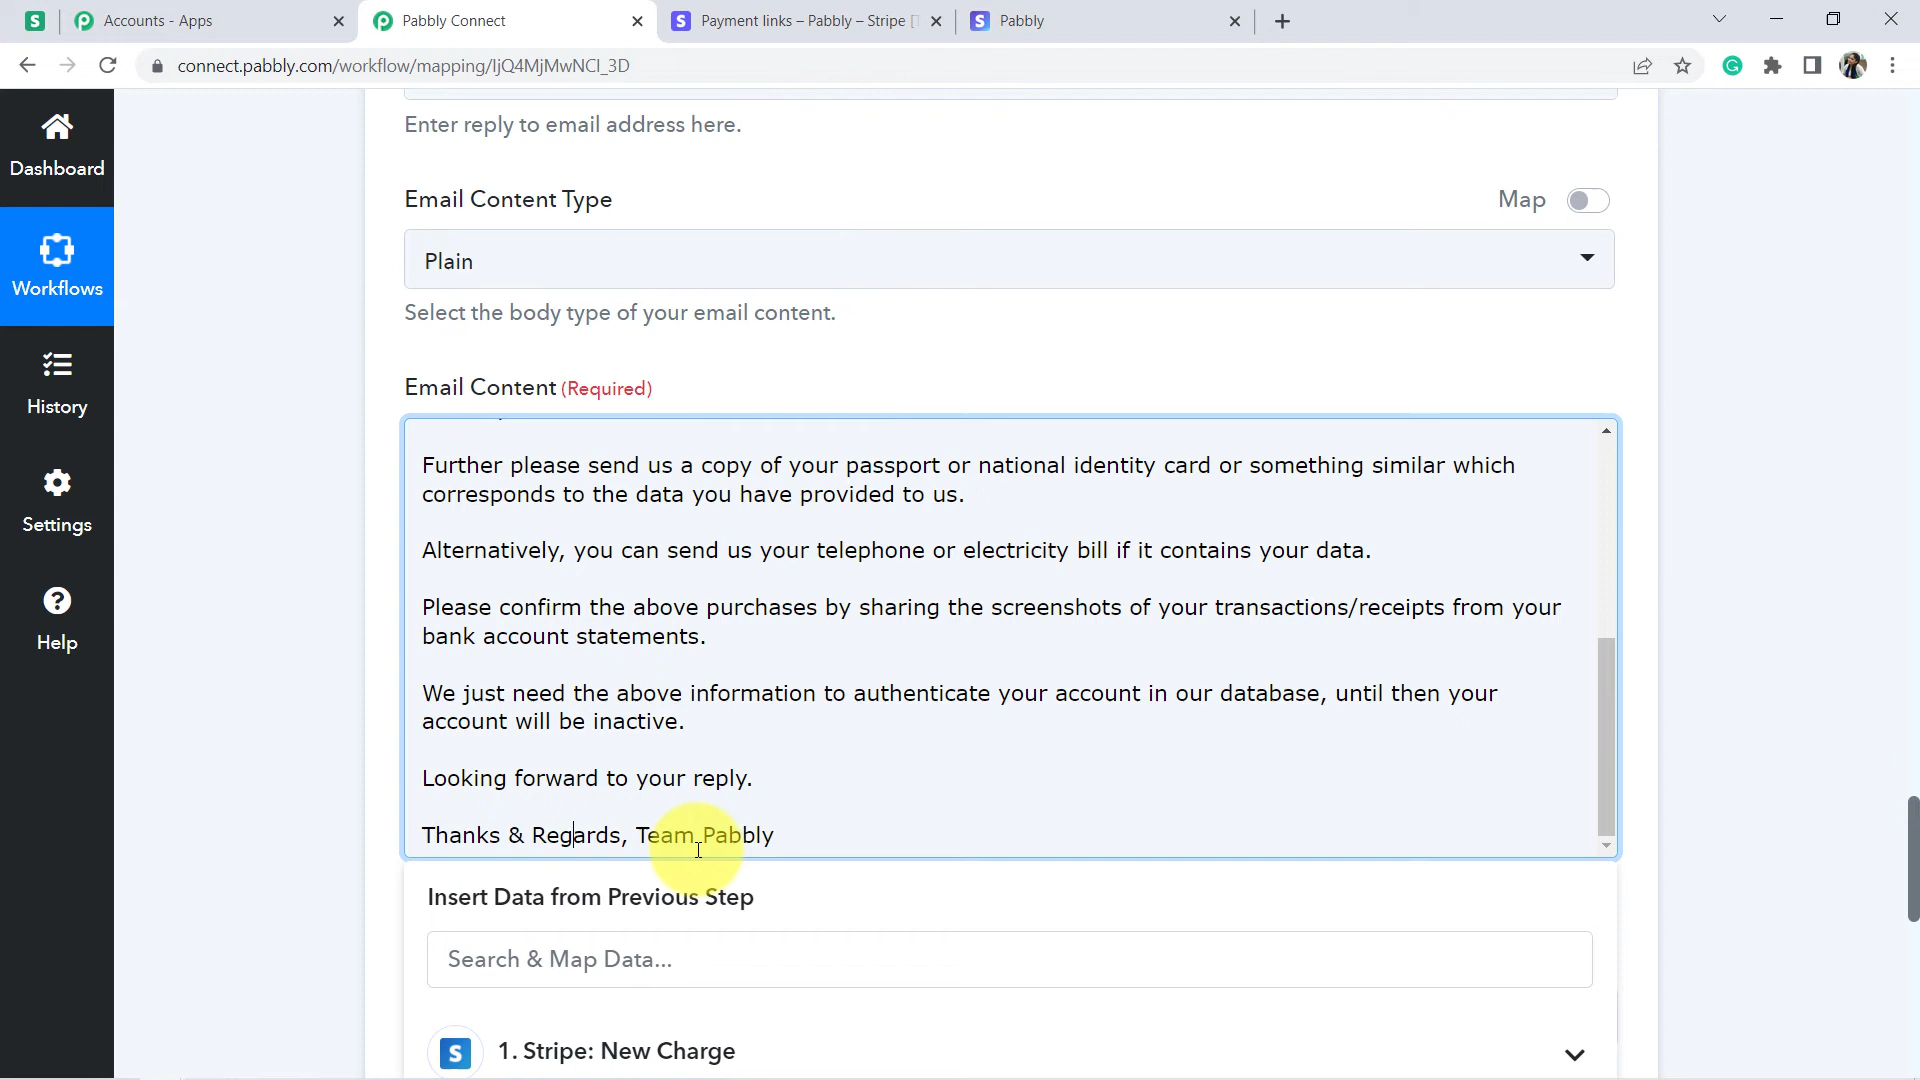 Accounts - Apps
Pabbly Connect
Payment links – Pabbly – Stripe [
Pabbly
connect.pabbly.com/workflow/mapping/IjQ4MjMwNCI_3D
Dashboard
Workflows
History
Settings
Help
Enter reply to email address here.
Email Content Type
Map
Plain
Select the body type of your email content.
Email Content (Required)
Further please send us a copy of your passport or national identity card or something similar which
corresponds to the data you have provided to us.
Alternatively, you can send us your telephone or electricity bill if it contains your data.
Please confirm the above purchases by sharing the screenshots of your transactions/receipts from your
bank account statements.
We just need the above information to authenticate your account in our database, until then your
account will be inactive.
Looking forward to your reply.
Thanks & Regards, Team Pabbly
Insert Data from Previous Step
Search & Map Data...
S
1. Stripe: New Charge